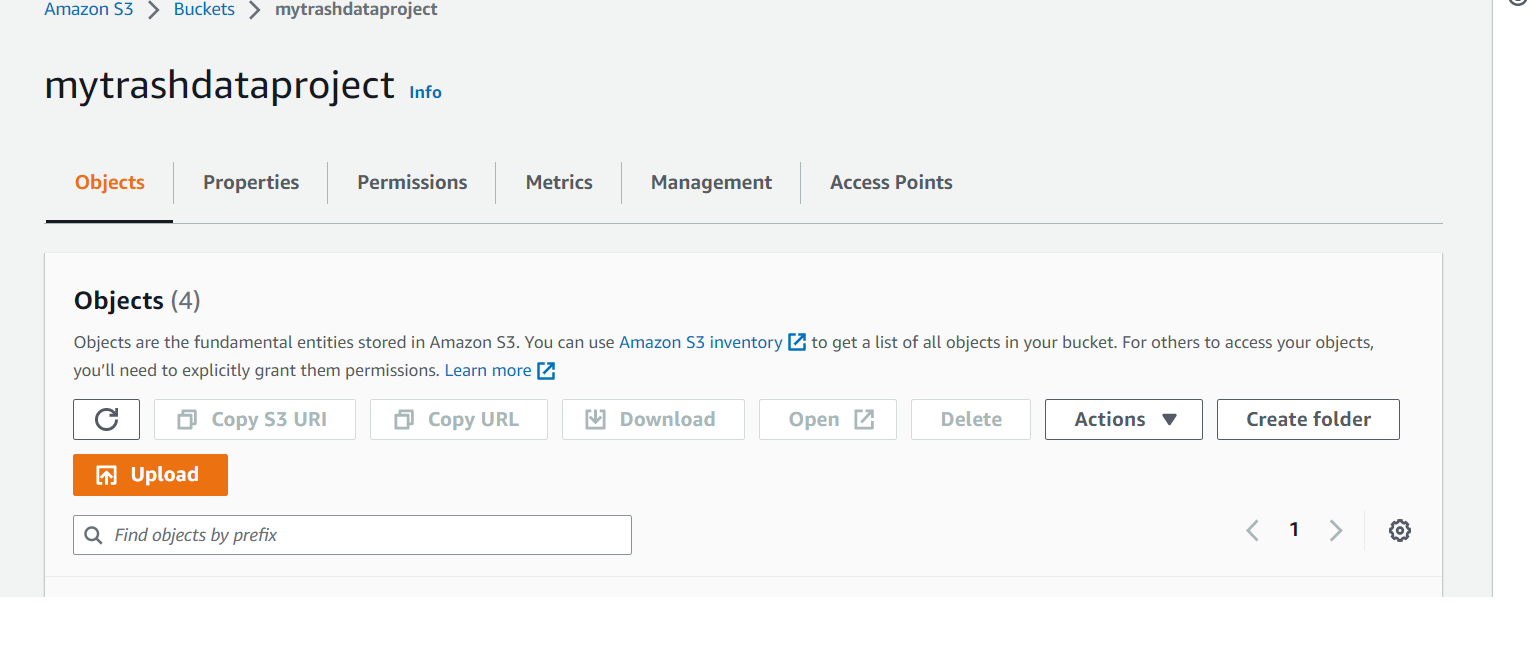 Amazon S3 > Buckets > mytrashdataproject
mytrashdataproject Info
Objects Properties Permissions Metrics Management Access Points
Objects (4)
Objects are the fundamental entities stored in Amazon S3. You can use Amazon S3 inventory to get a list of all objects in your bucket. For others to access your objects,
you'll need to explicitly grant them permissions. Learn more
Copy S3 URI Copy URL Download Open Delete Actions Create folder
Upload
Find objects by prefix 1